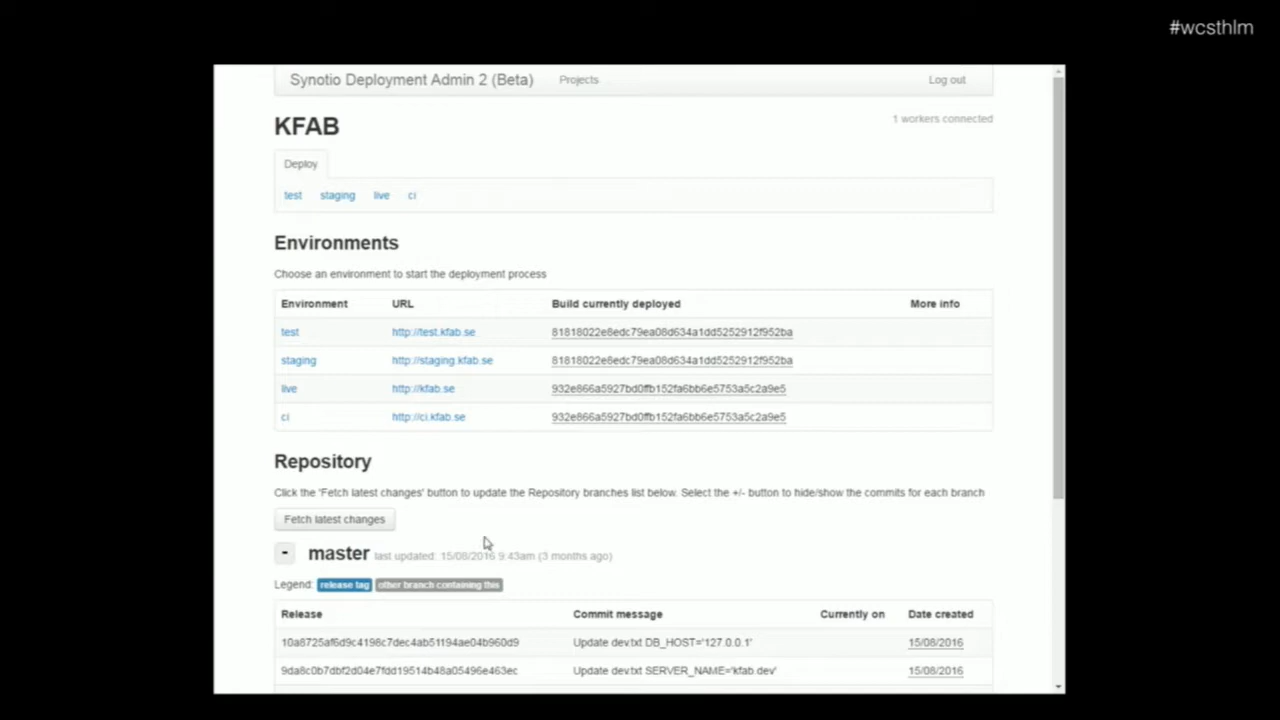 #wcsthlm
Synotio Deployment Admin 2 (Beta) Projects Log out
KFAB 1 workers connected
Deploy
test staging live ci
Environments
Choose an environment to start the deployment process
Environment URL Build currently deployed More info
test http://test.kfab.se 81818022e8edc79ea08d634a1dd5252912f952ba
staging http://staging.kfab.se 81818022e8edc79ea08d634a1dd5252912f952ba
live http://kfab.se 932e866a5927bd0ffb152fa6bb6e5753a5c2a9e5
ci http://ci.kfab.se 932e866a5927bd0ffb152fa6bb6e5753a5c2a9e5
Repository
Click the 'Fetch latest changes' button to update the Repository branches list below. Select the +/- button to hide/show the commits for each branch
Fetch latest changes
- master last updated: 15/08/2016 9:43am (3 months ago)
Legend: release tag other branch containing this
Release Commit message Currently on Date created
10a8725af6d9c4198c7dec4ab51194ae04b960d9 Update dev.txt DB_HOST='127.0.0.1' 15/08/2016
9da8c0b7dbf2d04e7fdd19514b48a05496e463ec Update dev.txt SERVER_NAME='kfab.dev' 15/08/2016